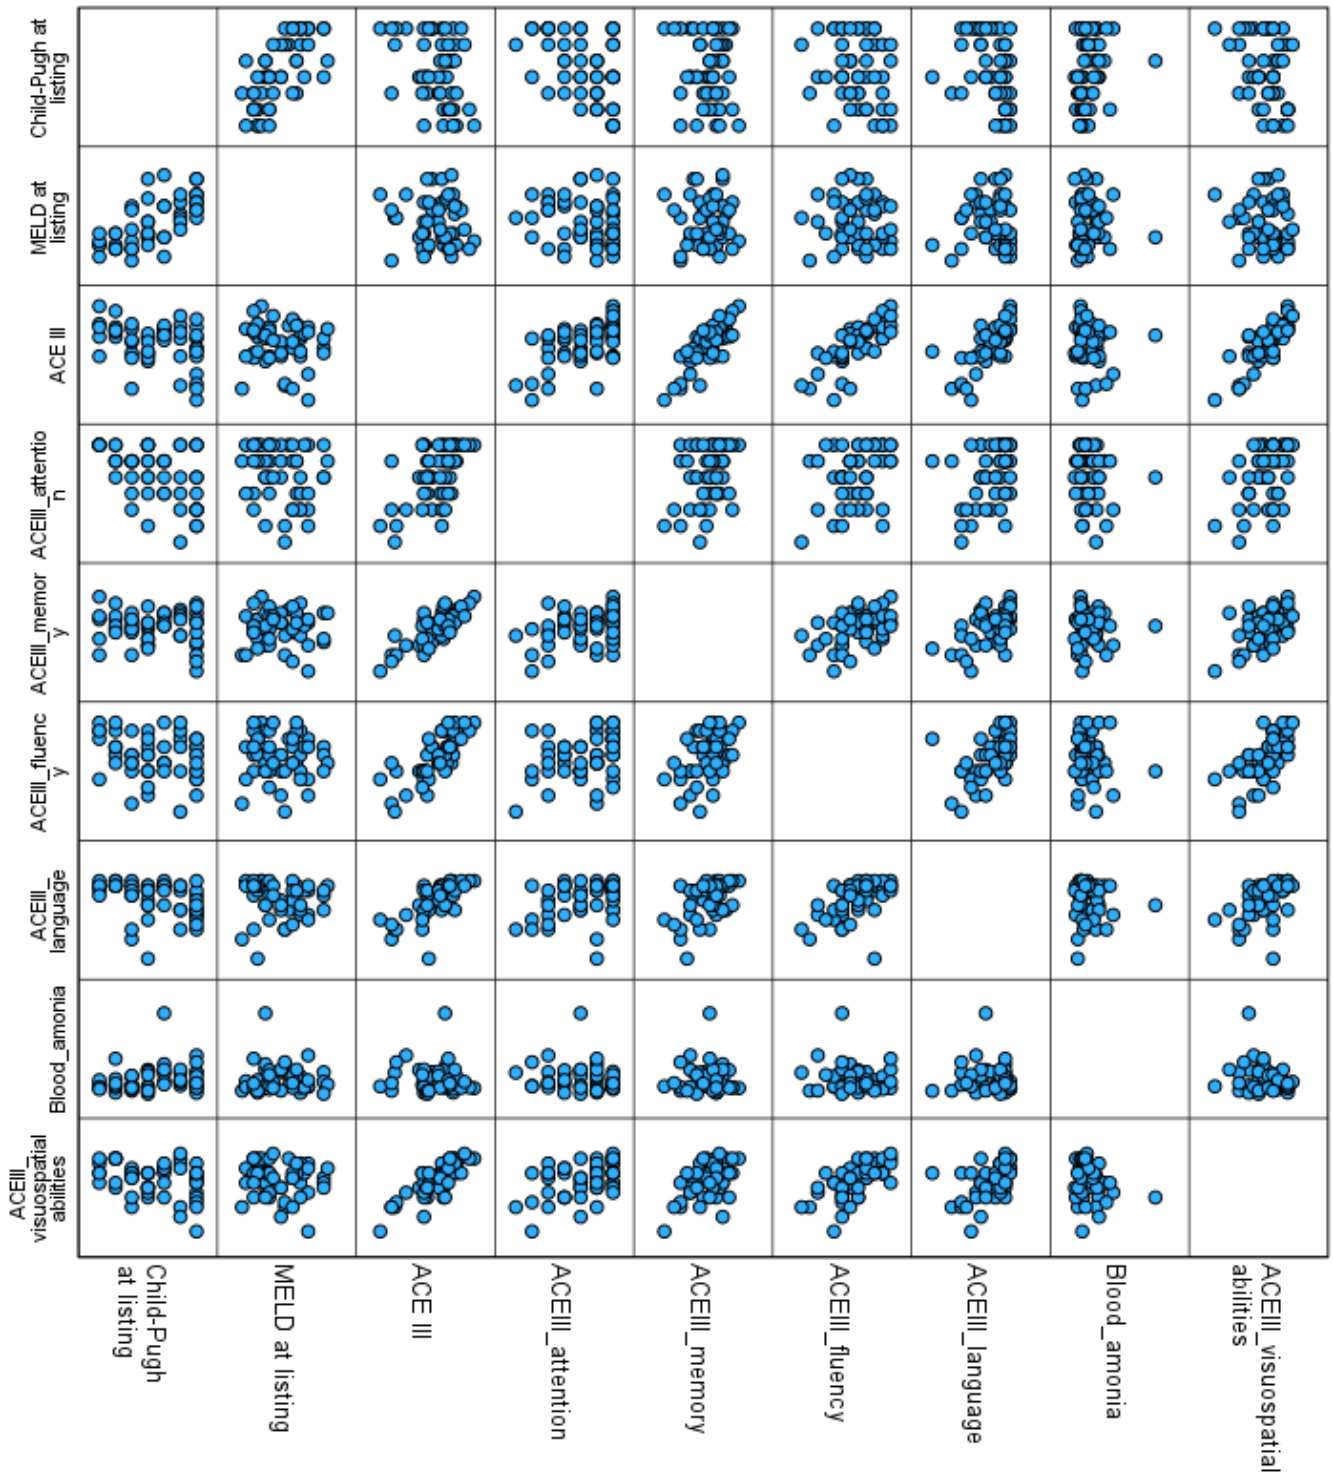 Child-Pugh at
listing
MELD at
listing
ACE III
ACEIII_attentio
n
ACEIII_memor
y
ACEIII_fluenc
y
ACEIII_
language
Blood_amonia
ACEIII_
visuospatial
abilities
Child-Pugh
at listing
MELD at listing
ACE III
ACEIII_attention
ACEIII_memory
ACEIII_fluency
ACEIII_language
Blood_amonia
ACEIII_visuospatial
abilities